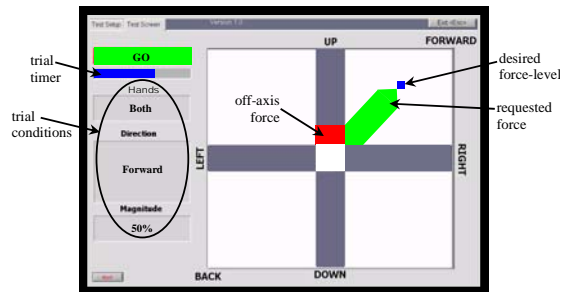 Test Setup Test Screen Version 1.0 Exit <Esc>
UP FORWARD
GO
trial
timer
desired
force-level
Hands
Both
off-axis
force
requested
force
trial
conditions
Direction
Forward
LEFT
RIGHT
Magnitude
50%
BACK DOWN